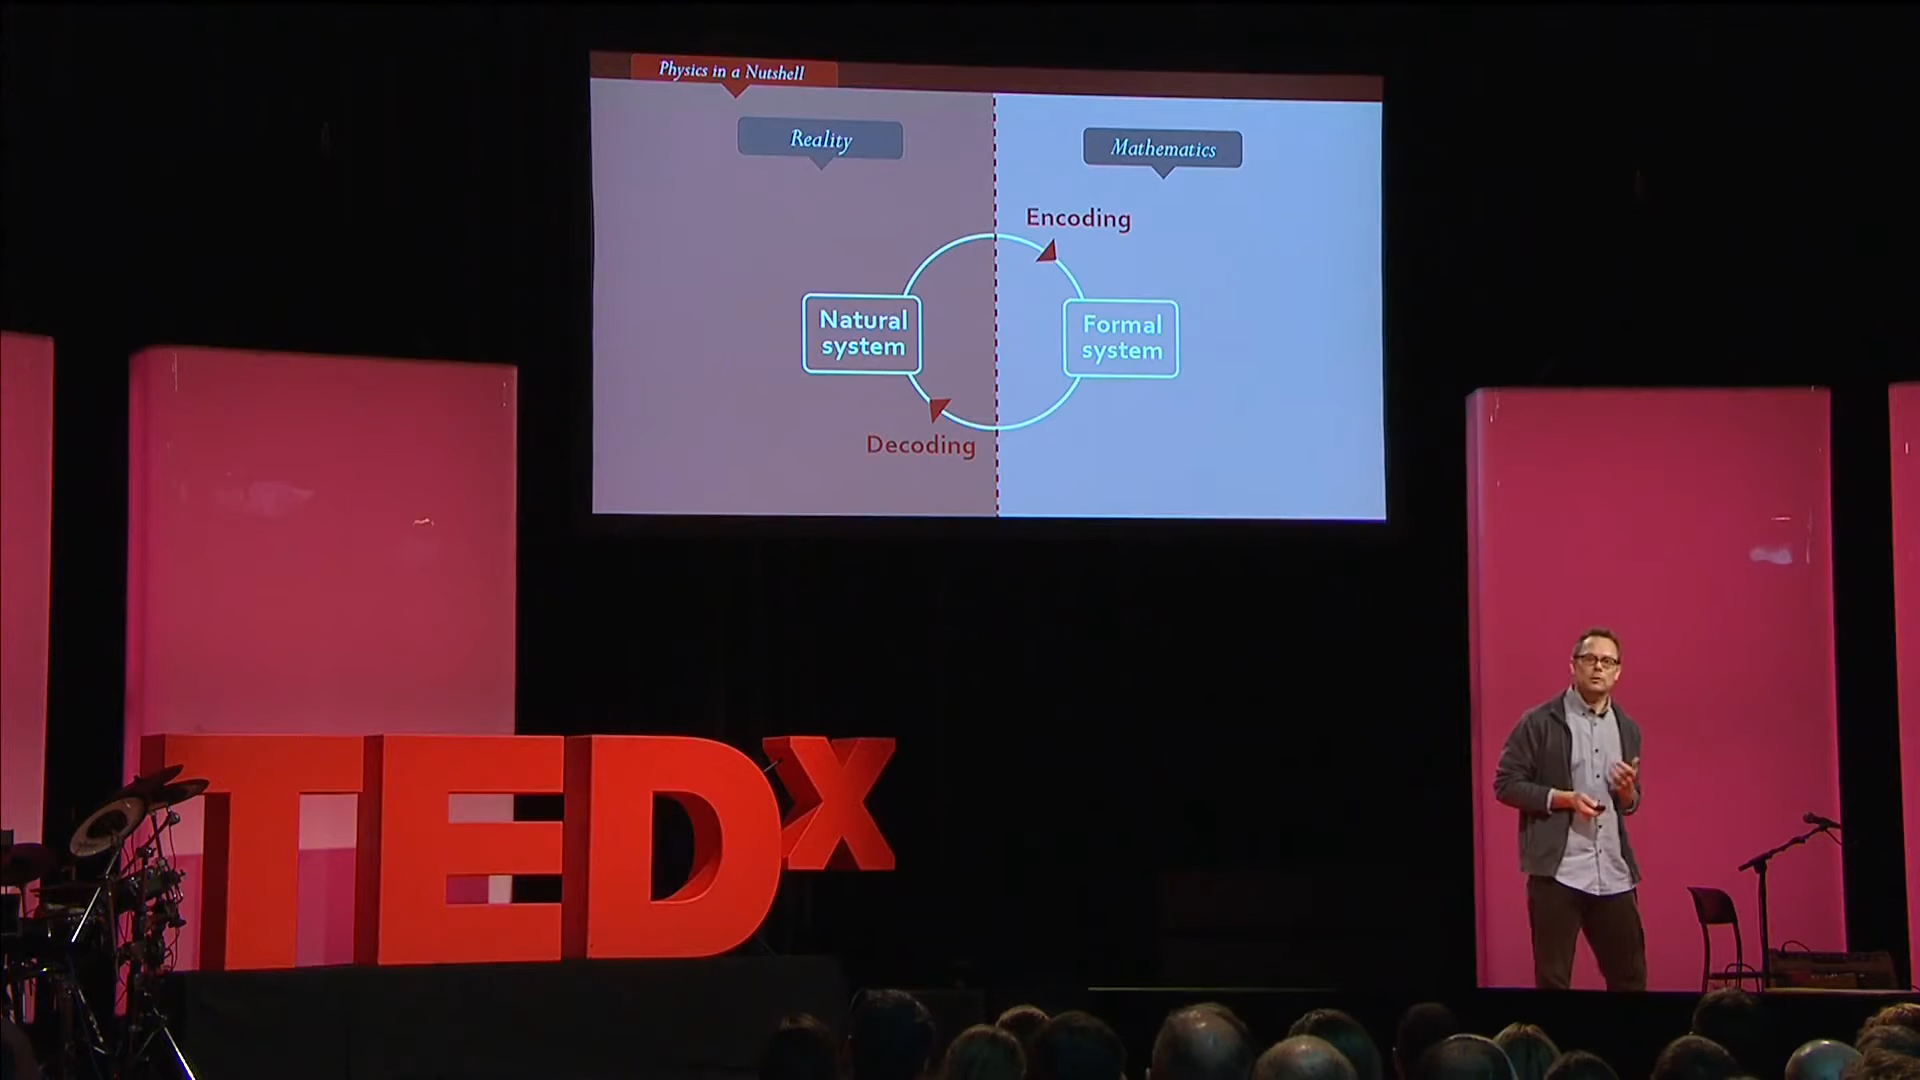 Physics in a Nutshell
Reality
Mathematics
Encoding
Natural
system
Formal
system
Decoding
TEDx